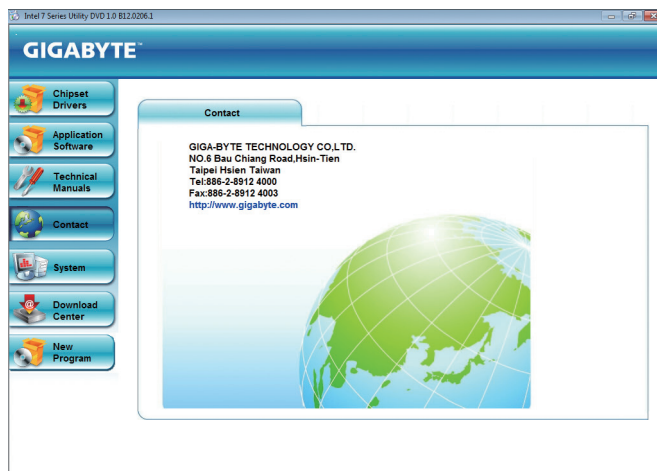 Intel 7 Series Utility DVD 1.0 B12.0206.1
GIGABYTE™
Chipset
Drivers
Application
Software
Technical
Manuals
Contact
System
Download
Center
New
Program
Contact
GIGA-BYTE TECHNOLOGY CO,LTD.
NO.6 Bau Chiang Road,Hsin-Tien
Taipei Hsien Taiwan
Tel:886-2-8912 4000
Fax:886-2-8912 4003
http://www.gigabyte.com